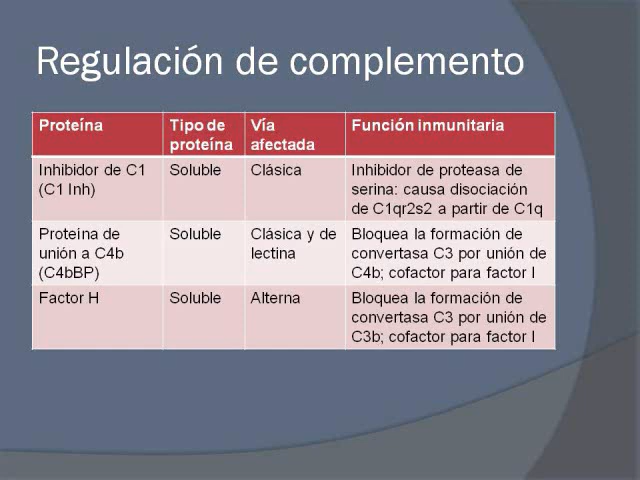 Regulación de complemento
Proteína
Tipo de
proteína
Vía
afectada
Función inmunitaria
Inhibidor de C1
(C1 Inh)
Soluble
Clásica
Inhibidor de proteasa de
serina: causa disociación
de C1qr2s2 a partir de C1q
Proteína de
unión a C4b
(C4bBP)
Soluble
Clásica y de
lectina
Bloquea la formación de
convertasa C3 por unión de
C4b; cofactor para factor I
Factor H
Soluble
Alterna
Bloquea la formación de
convertasa C3 por unión de
C3b; cofactor para factor I